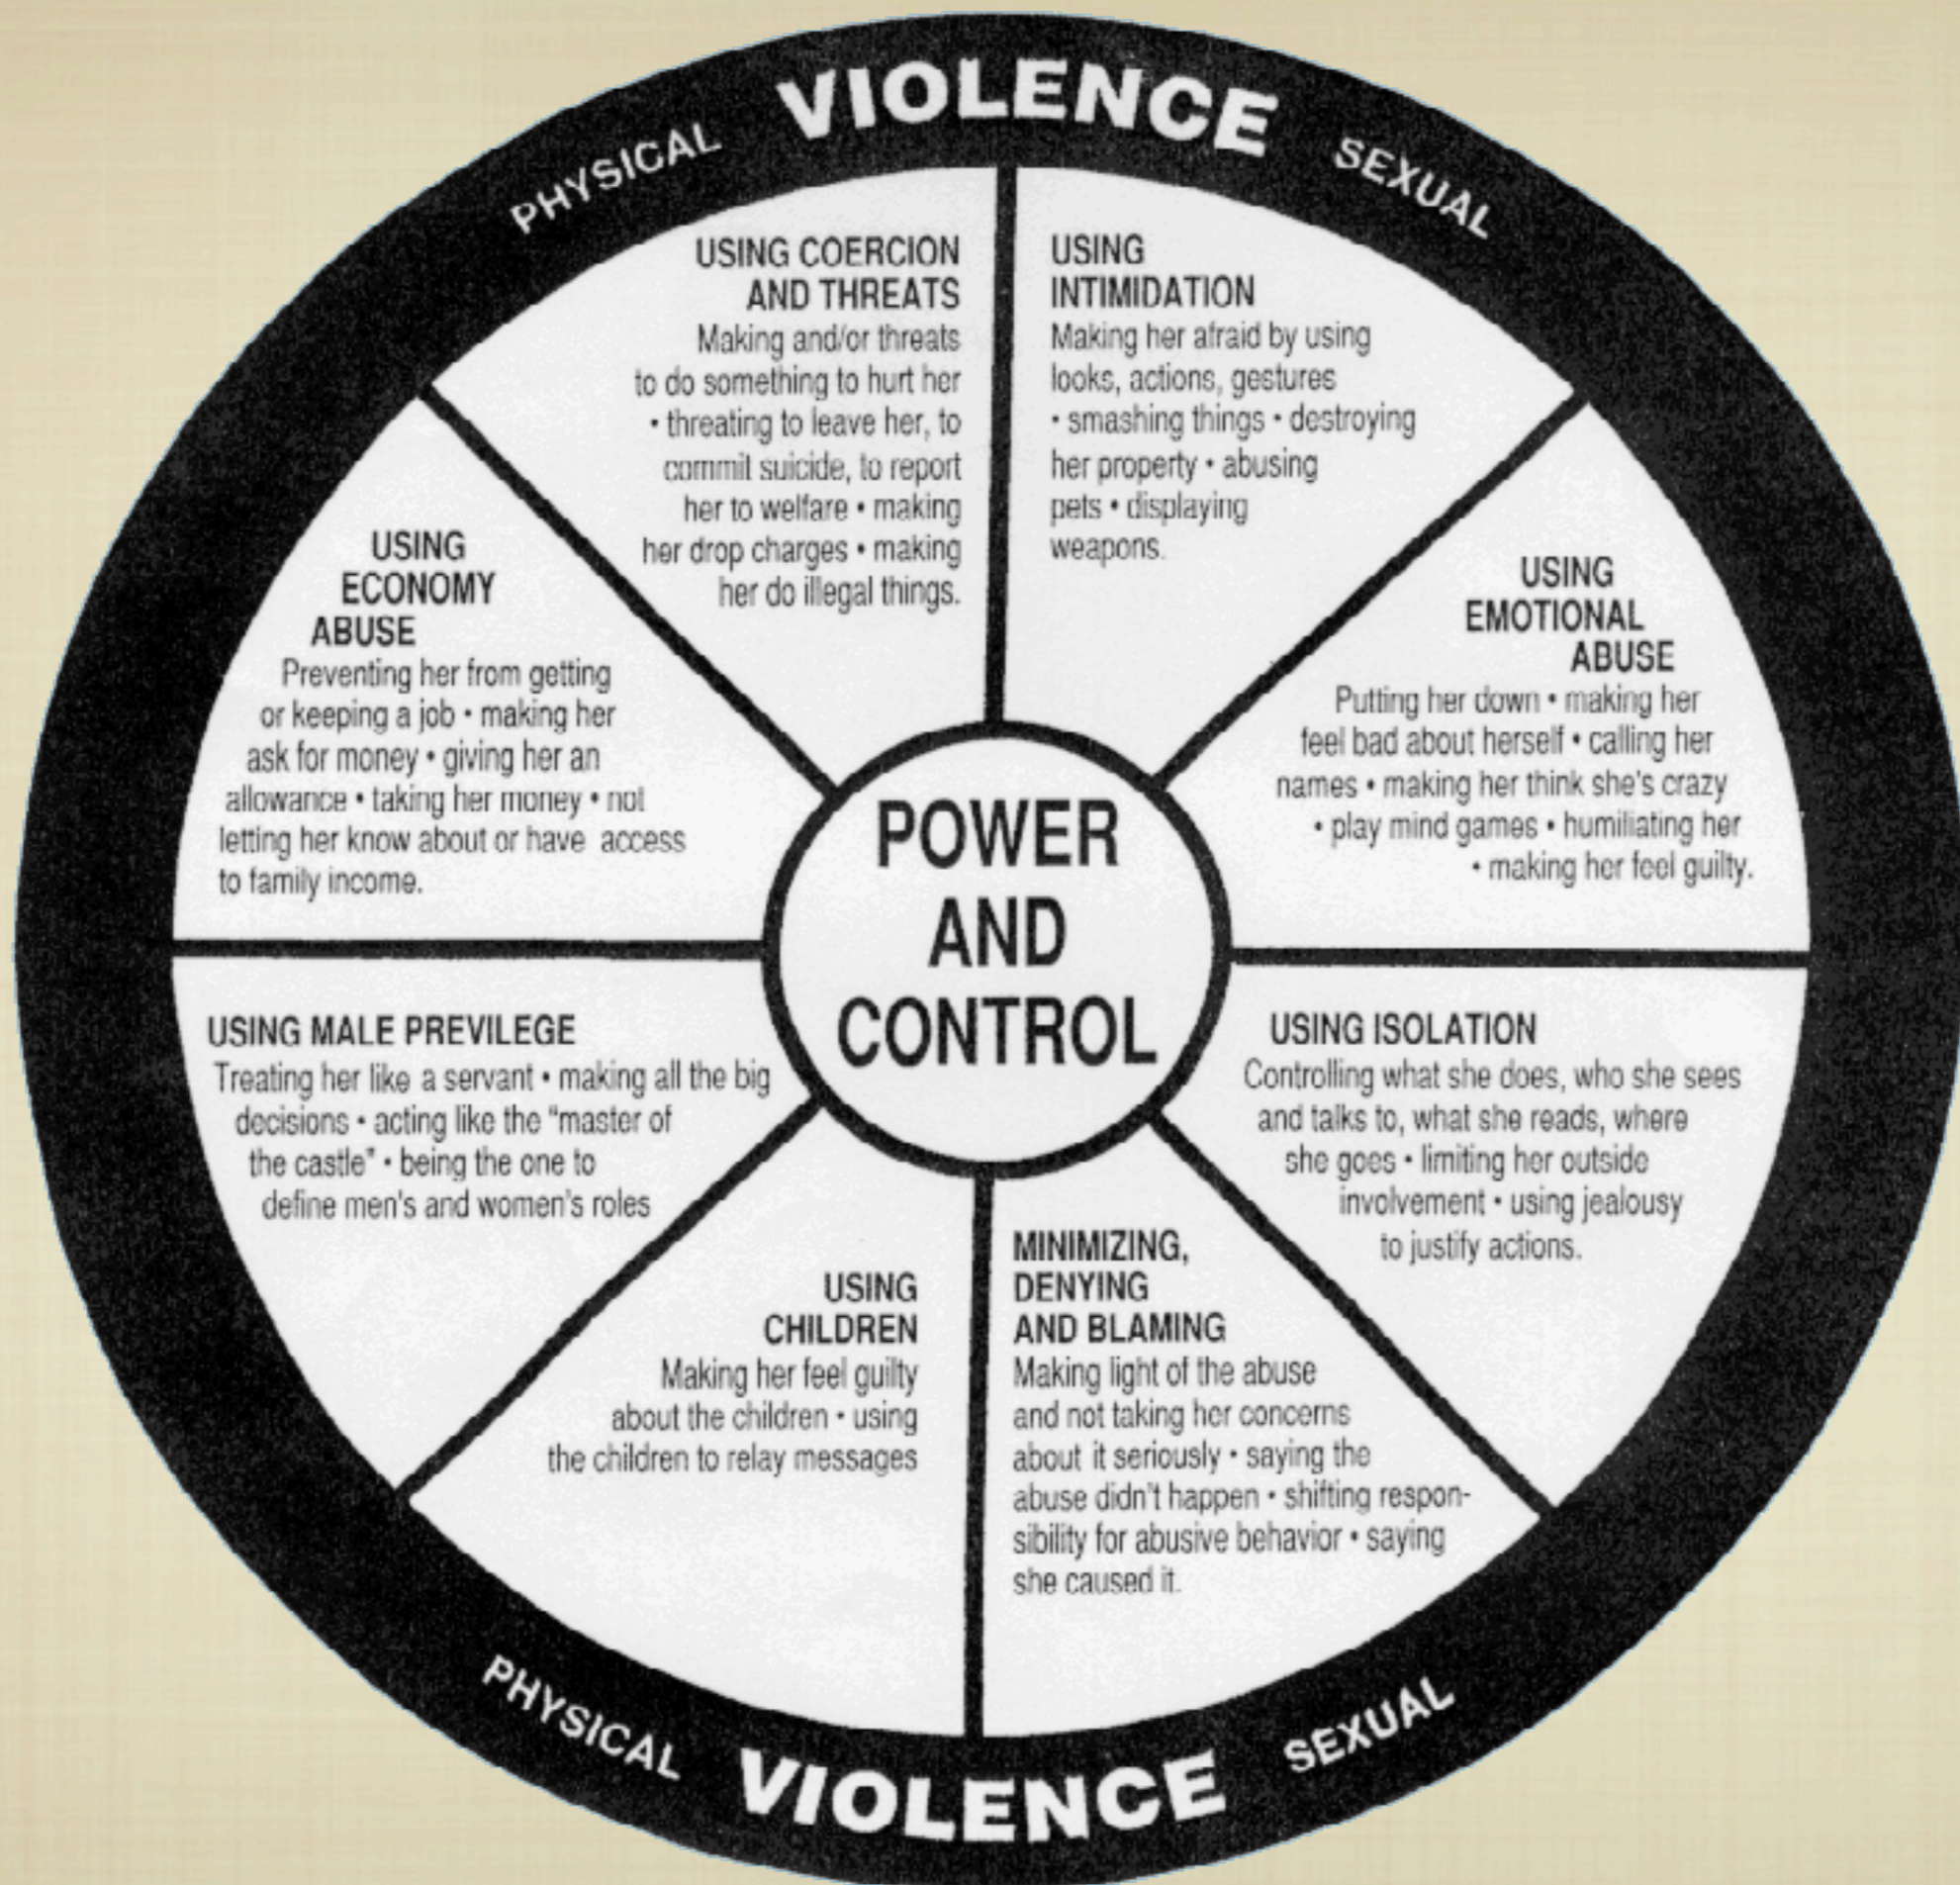 PHYSICAL VIOLENCE SEXUAL
USING COERCION
AND THREATS
Making and/or threats
to do something to hurt her
• threating to leave her, to
commit suicide, to report
her to welfare • making
her drop charges • making
her do illegal things.
USING
INTIMIDATION
Making her afraid by using
looks, actions, gestures
• smashing things • destroying
her property • abusing
pets • displaying
weapons.
USING
EMOTIONAL
ABUSE
Putting her down • making her
feel bad about herself • calling her
names • making her think she's crazy
• play mind games • humiliating her
• making her feel guilty.
USING ISOLATION
Controlling what she does, who she sees
and talks to, what she reads, where
she goes • limiting her outside
involvement • using jealousy
to justify actions.
MINIMIZING,
DENYING
AND BLAMING
Making light of the abuse
and not taking her concerns
about it seriously • saying the
abuse didn't happen • shifting respon-
sibility for abusive behavior • saying
she caused it.
USING
CHILDREN
Making her feel guilty
about the children • using
the children to relay messages
USING MALE PREVILEGE
Treating her like a servant • making all the big
decisions • acting like the "master of
the castle" • being the one to
define men's and women's roles
USING
ECONOMY
ABUSE
Preventing her from getting
or keeping a job • making her
ask for money • giving her an
allowance • taking her money • not
letting her know about or have access
to family income.
POWER
AND
CONTROL
PHYSICAL VIOLENCE SEXUAL